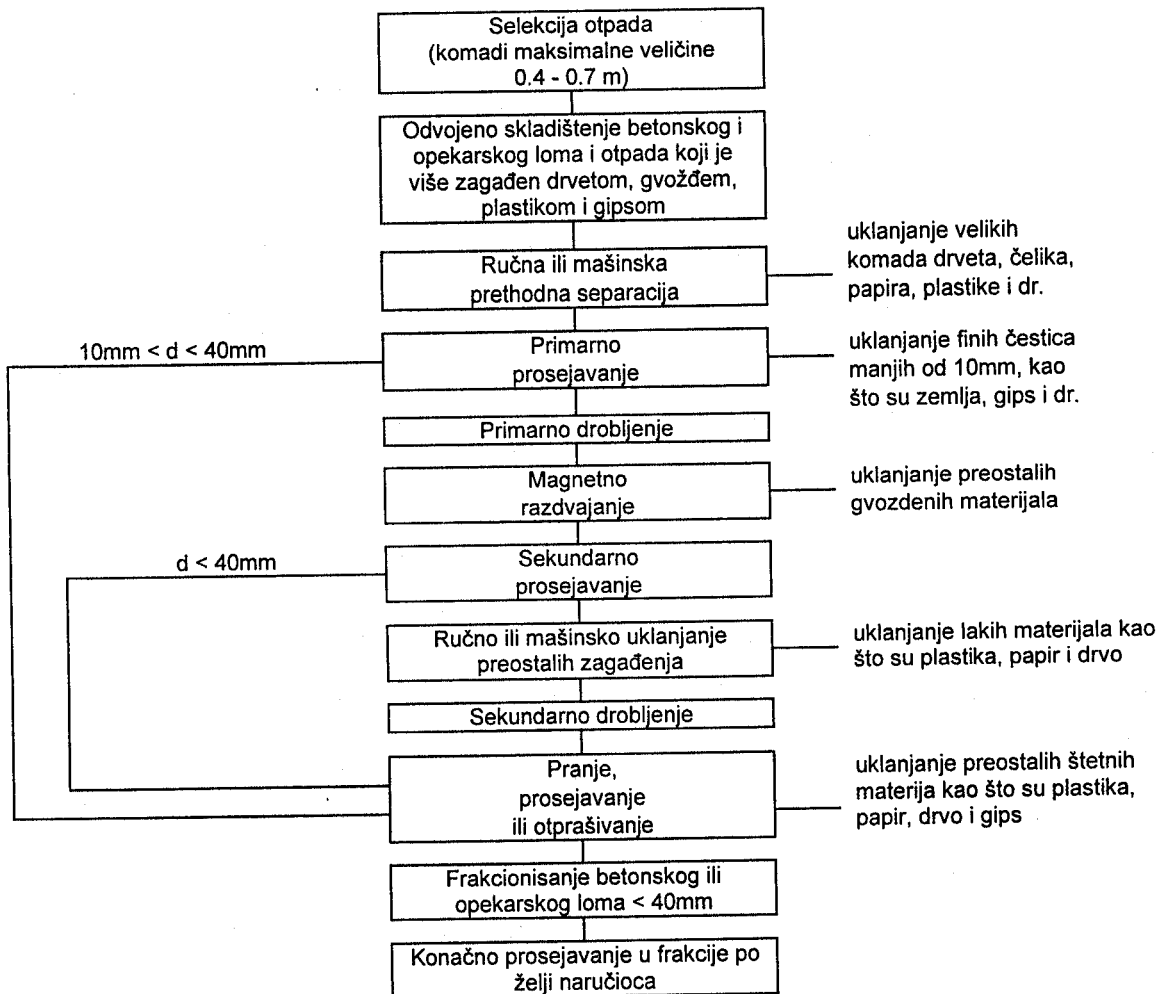 Selekcija otpada
(komadi maksimalne veličine
0.4 - 0.7 m)
Odvojeno skladištenje betonskog i
opekarskog loma i otpada koji je
više zagađen drvetom, gvožđem,
plastikom i gipsom
Ručna ili mašinska
prethodna separacija
uklanjanje velikih
komada drveta, čelika,
papira, plastike i dr.
10mm < d < 40mm
Primarno
prosejavanje
uklanjanje finih čestica
manjih od 10mm, kao
što su zemlja, gips i dr.
Primarno drobljenje
Magnetno
razdvajanje
uklanjanje preostalih
gvozdenih materijala
d < 40mm
Sekundarno
prosejavanje
Ručno ili mašinsko uklanjanje
preostalih zagađenja
uklanjanje lakih materijala kao
što su plastika, papir i drvo
Sekundarno drobljenje
Pranje,
prosejavanje
ili otprašivanje
uklanjanje preostalih štetnih
materija kao što su plastika,
papir, drvo i gips
Frakcionisanje betonskog ili
opekarskog loma < 40mm
Konačno prosejavanje u frakcije po
želji naručioca